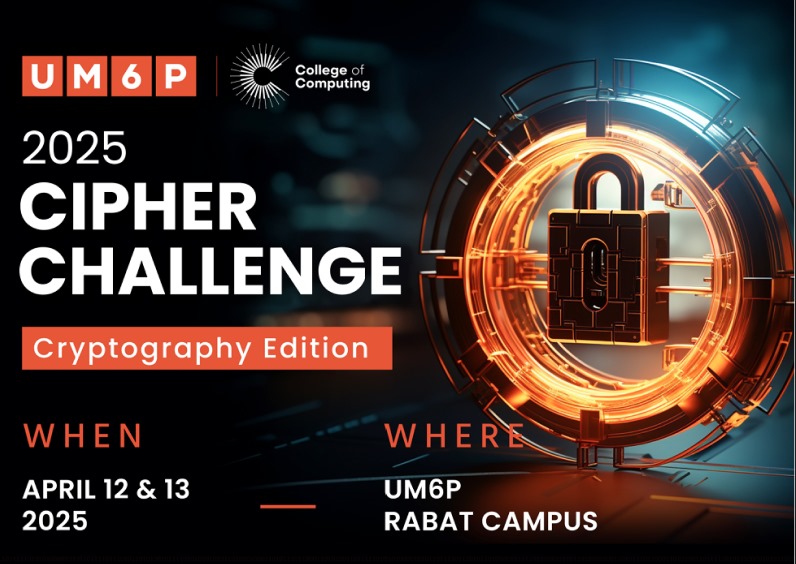 UM6P
College of
Computing
2025
CIPHER
CHALLENGE
Cryptography Edition
WHEN
APRIL 12 & 13
2025
WHERE
UM6P
RABAT CAMPUS